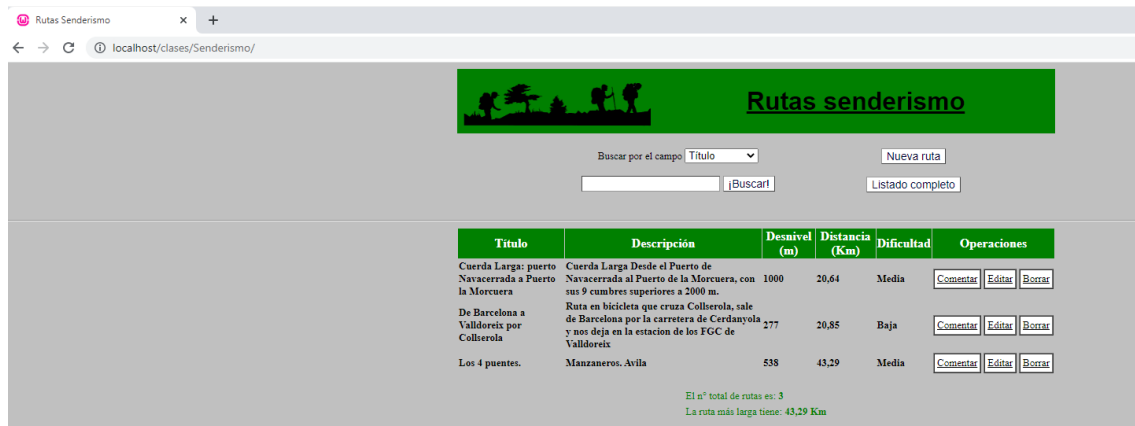 Rutas Senderismo
localhost/clases/Senderismo/
Rutas senderismo
Buscar por el campo Título
Nueva ruta
¡Buscar!
Listado completo
Título Descripción Desnivel (m) Distancia (Km) Dificultad Operaciones
Cuerda Larga: puerto
Navacerrada a Puerto
la Morcuera
Cuerda Larga Desde el Puerto de
Navacerrada al Puerto de la Morcuera, con
sus 9 cumbres superiores a 2000 m.
1000 20,64 Media Comentar Editar Borrar
De Barcelona a
Valldoreix por
Collserola
Ruta en bicicleta que cruza Collserola, sale
de Barcelona por la carretera de Cerdanyola
y nos deja en la estacion de los FGC de
Valldoreix
277 20,85 Baja Comentar Editar Borrar
Los 4 puentes. Manzaneros. Avila 538 43,29 Media Comentar Editar Borrar
El nº total de rutas es: 3
La ruta más larga tiene: 43,29 Km